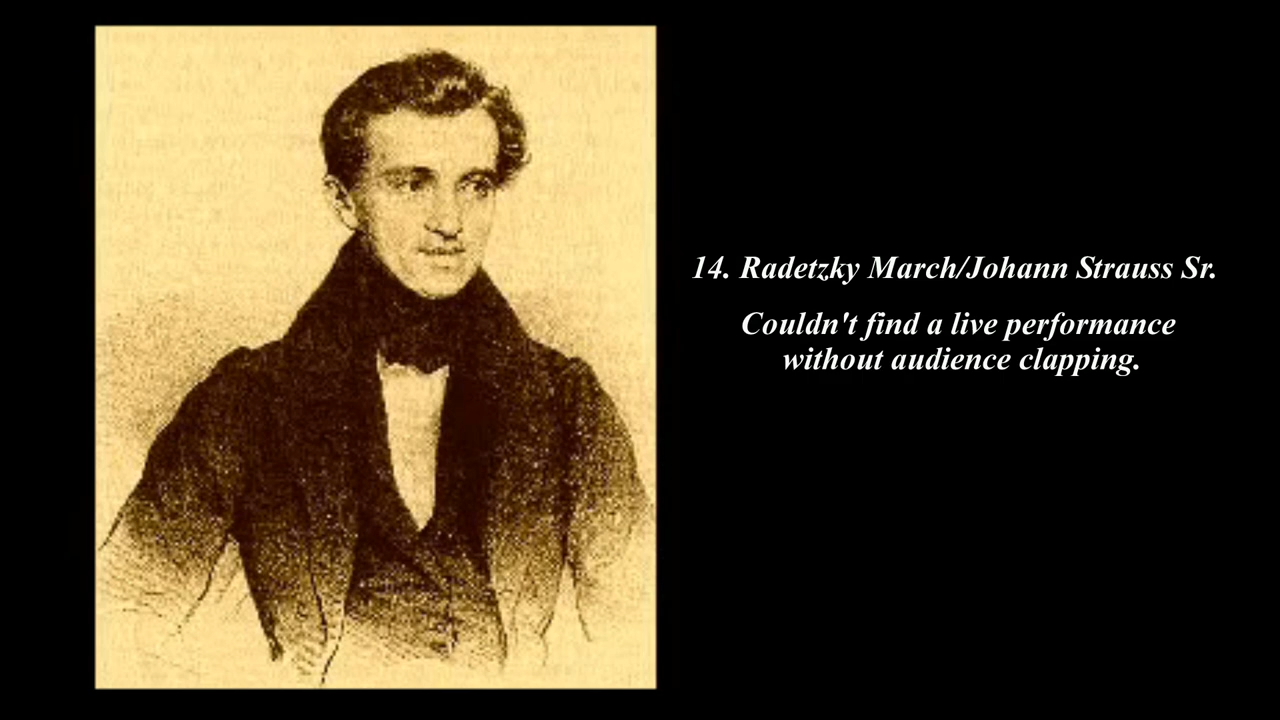 14. Radetzky March/Johann Strauss Sr.
Couldn't find a live performance
without audience clapping.